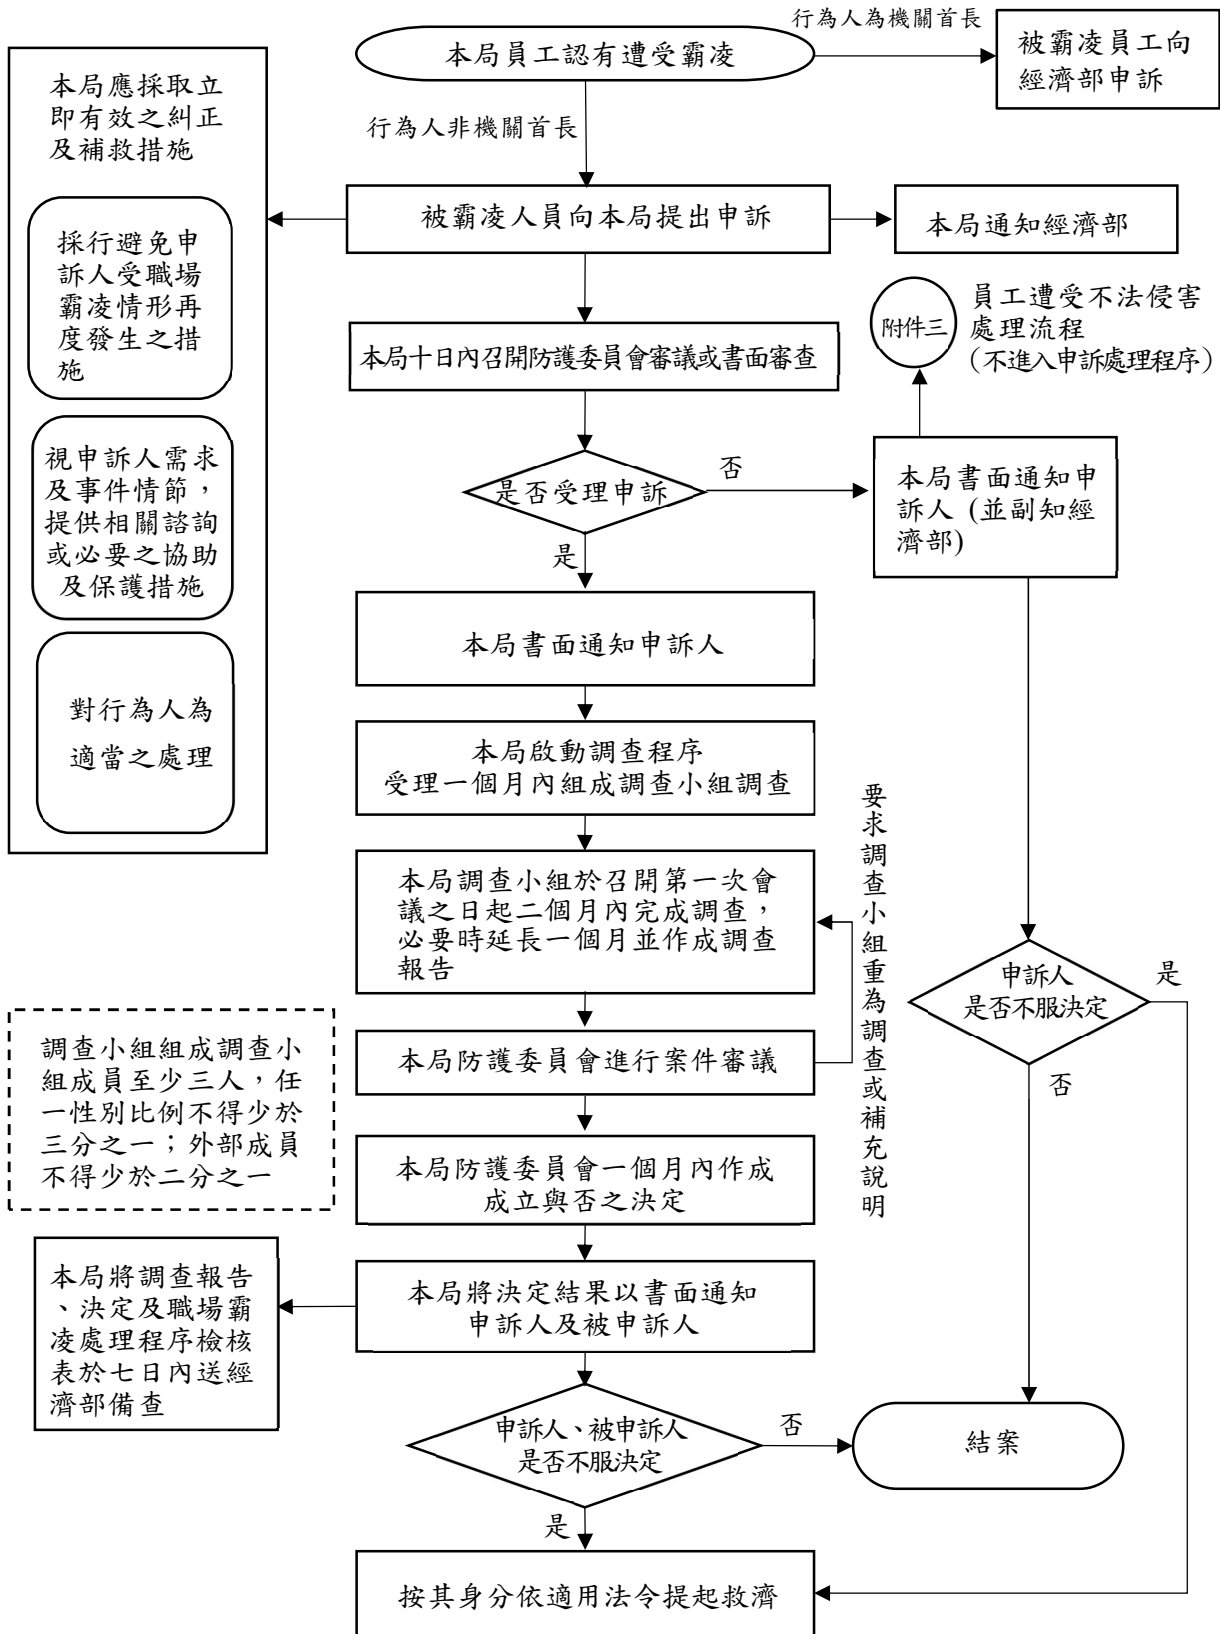 行為人為機關首長
本局員工認有遭受霸凌
被霸凌員工向
經濟部申訴
行為人非機關首長
本局應採取立
即有效之糾正
及補救措施
被霸凌人員向本局提出申訴
本局通知經濟部
採行避免申
訴人受職場
霸凌情形再
度發生之措
施
附件三
員工遭受不法侵害
處理流程
（不進入申訴處理程序）
本局十日內召開防護委員會審議或書面審查
視申訴人需求
及事件情節，
提供相關諮詢
或必要之協助
及保護措施
是否受理申訴
否
是
本局書面通知申
訴人 (並副知經
濟部)
本局書面通知申訴人
對行為人為
適當之處理
本局啟動調查程序
受理一個月內組成調查小組調查
要求調查小組重為調查或補充說明
本局調查小組於召開第一次會
議之日起二個月內完成調查，
必要時延長一個月並作成調查
報告
申訴人
是否不服決定
是
否
調查小組組成調查小
組成員至少三人，任
一性別比例不得少於
三分之一；外部成員
不得少於二分之一
本局防護委員會進行案件審議
本局防護委員會一個月內作成
成立與否之決定
本局將調查報告
、決定及職場霸
凌處理程序檢核
表於七日內送經
濟部備查
本局將決定結果以書面通知
申訴人及被申訴人
申訴人、被申訴人
是否不服決定
否
結案
是
按其身分依適用法令提起救濟